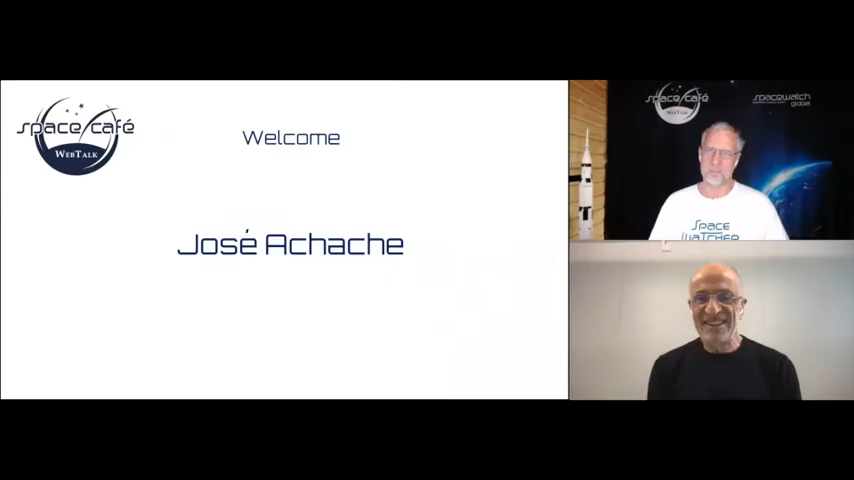 space café
WEBTALK
Welcome
José Achache
space café
WEBTALK
spacewatch
global
SPACE
WATCHER